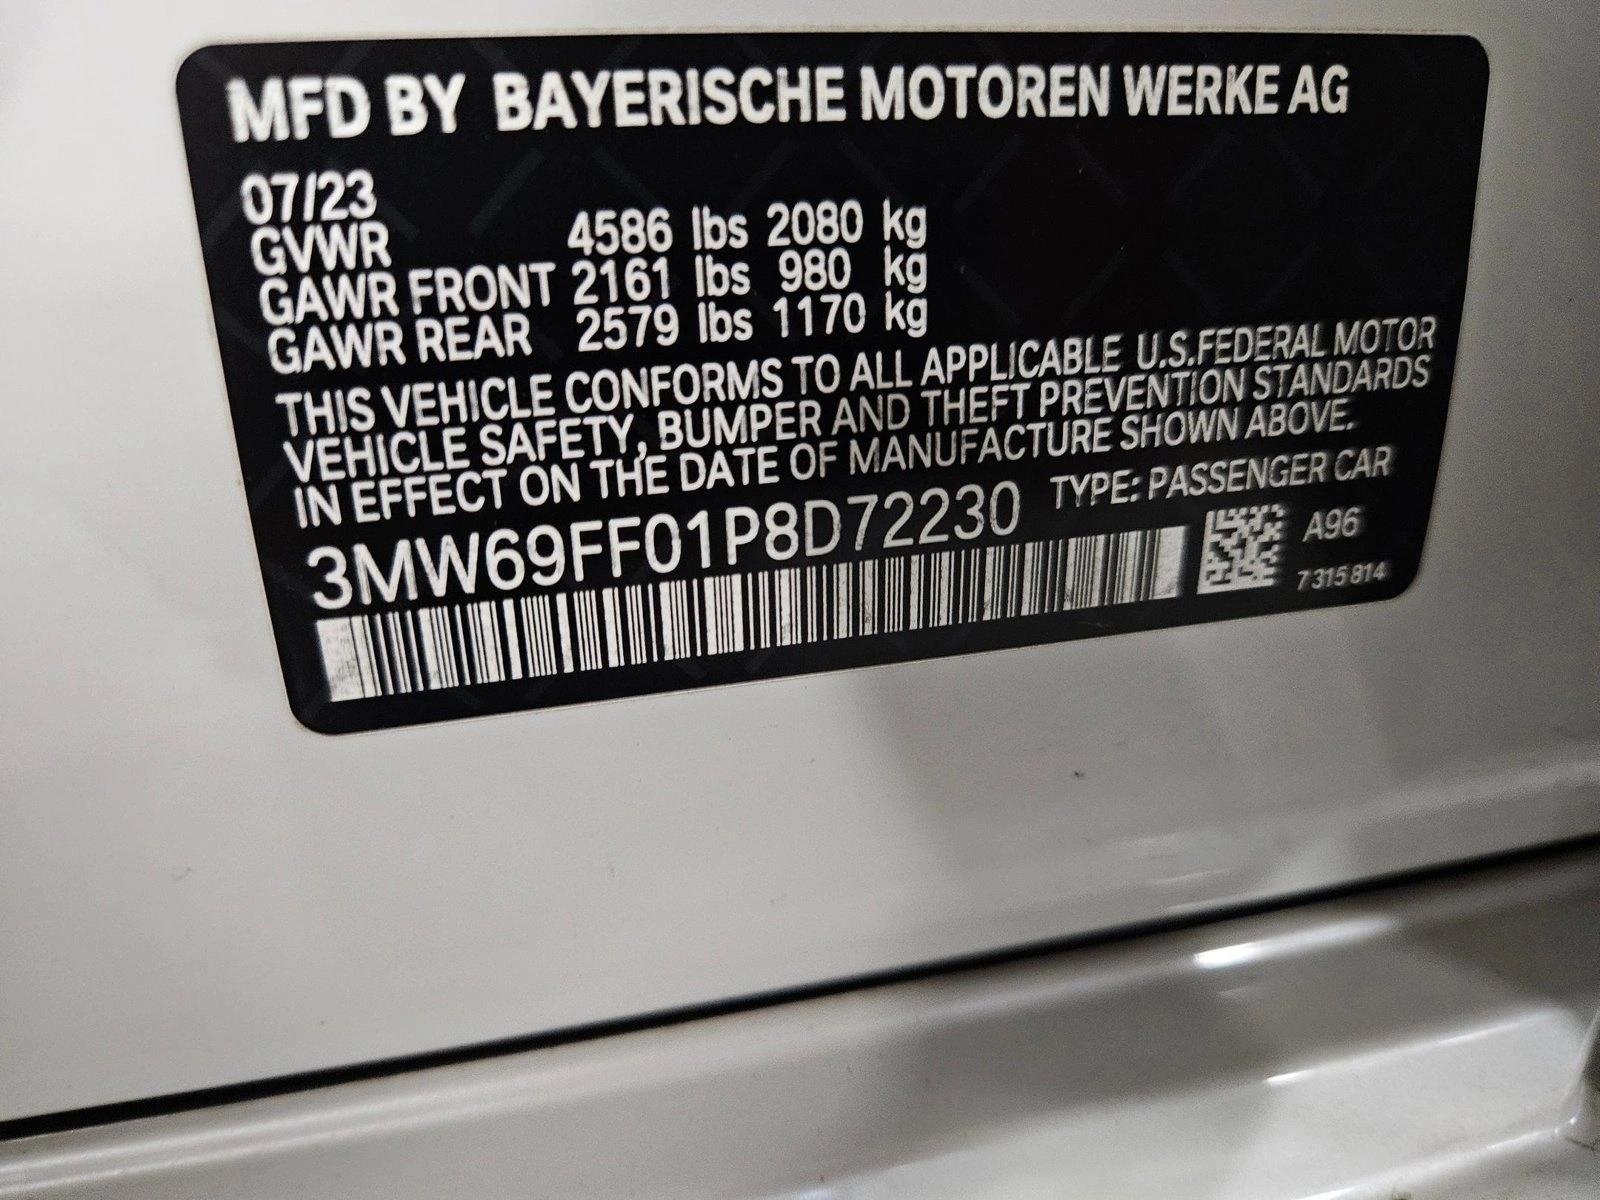 MFD BY BAYERISCHE MOTOREN WERKE AG
07/23
GVWR 4586 lbs 2080 kg
GAWR FRONT 2161 lbs 980 kg
GAWR REAR 2579 lbs 1170 kg
THIS VEHICLE CONFORMS TO ALL APPLICABLE U.S.FEDERAL MOTOR
VEHICLE SAFETY, BUMPER AND THEFT PREVENTION STANDARDS
IN EFFECT ON THE DATE OF MANUFACTURE SHOWN ABOVE.
3MW69FF01P8D72230 TYPE: PASSENGER CAR
A96
7 315 814